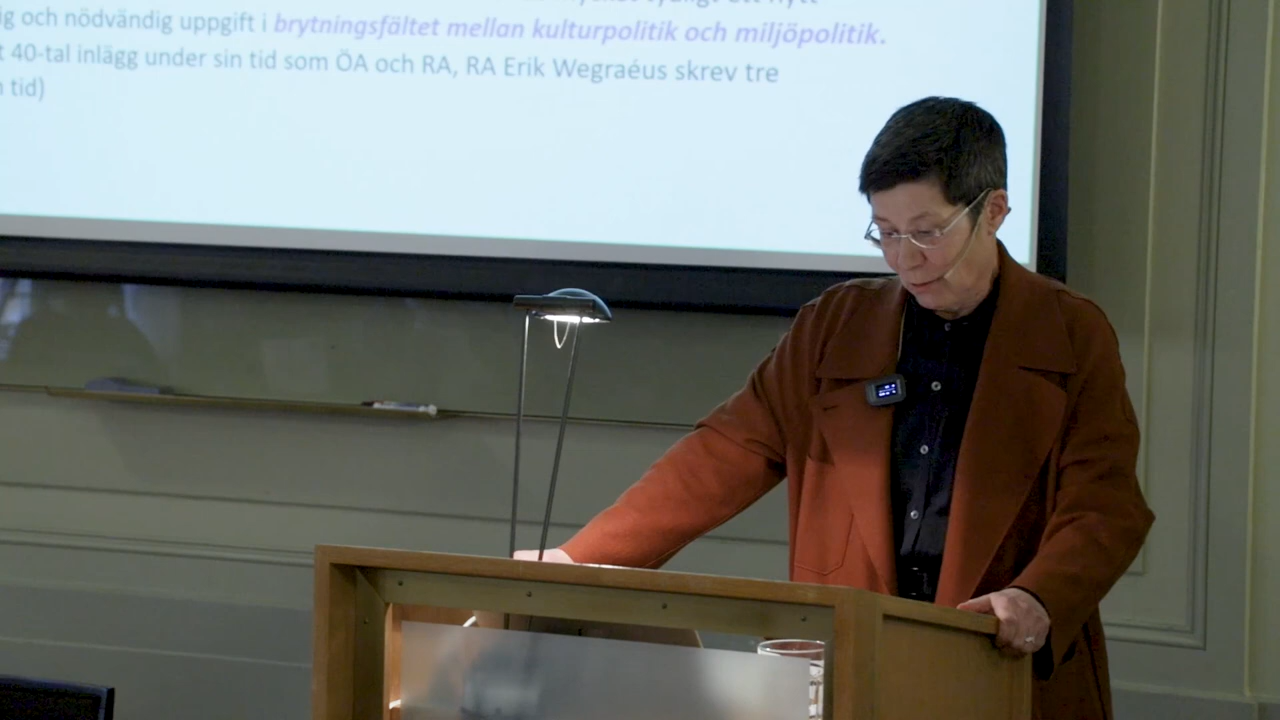 ig och nödvändig uppgift i brytningsfältet mellan kulturpolitik och miljöpolitik.
t 40-tal inlägg under sin tid som ÖA och RA, RA Erik Wegraéus skrev tre
n tid)